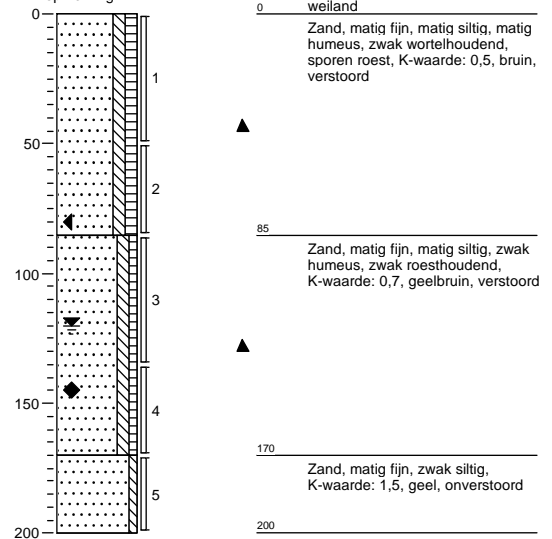 0
50
100
150
200
1
2
3
4
5
0
weiland
Zand, matig fijn, matig siltig, matig
humeus, zwak wortelhoudend,
sporen roest, K-waarde: 0,5, bruin,
verstoord
85
Zand, matig fijn, matig siltig, zwak
humeus, zwak roesthoudend,
K-waarde: 0,7, geelbruin, verstoord
170
Zand, matig fijn, zwak siltig,
K-waarde: 1,5, geel, onverstoord
200